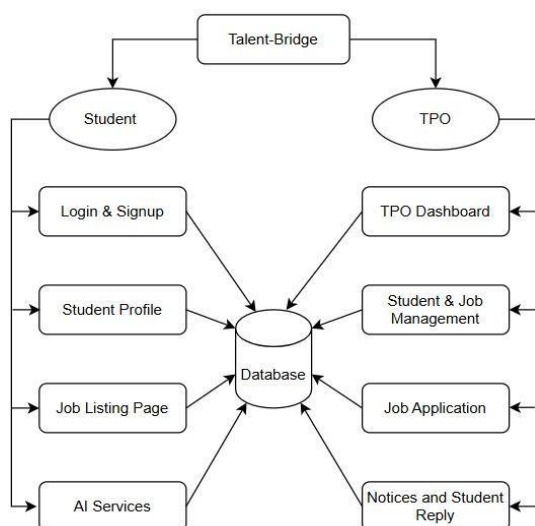 Talent-Bridge
Student
TPO
Login & Signup
TPO Dashboard
Student Profile
Student & Job
Management
Database
Job Listing Page
Job Application
AI Services
Notices and Student
Reply